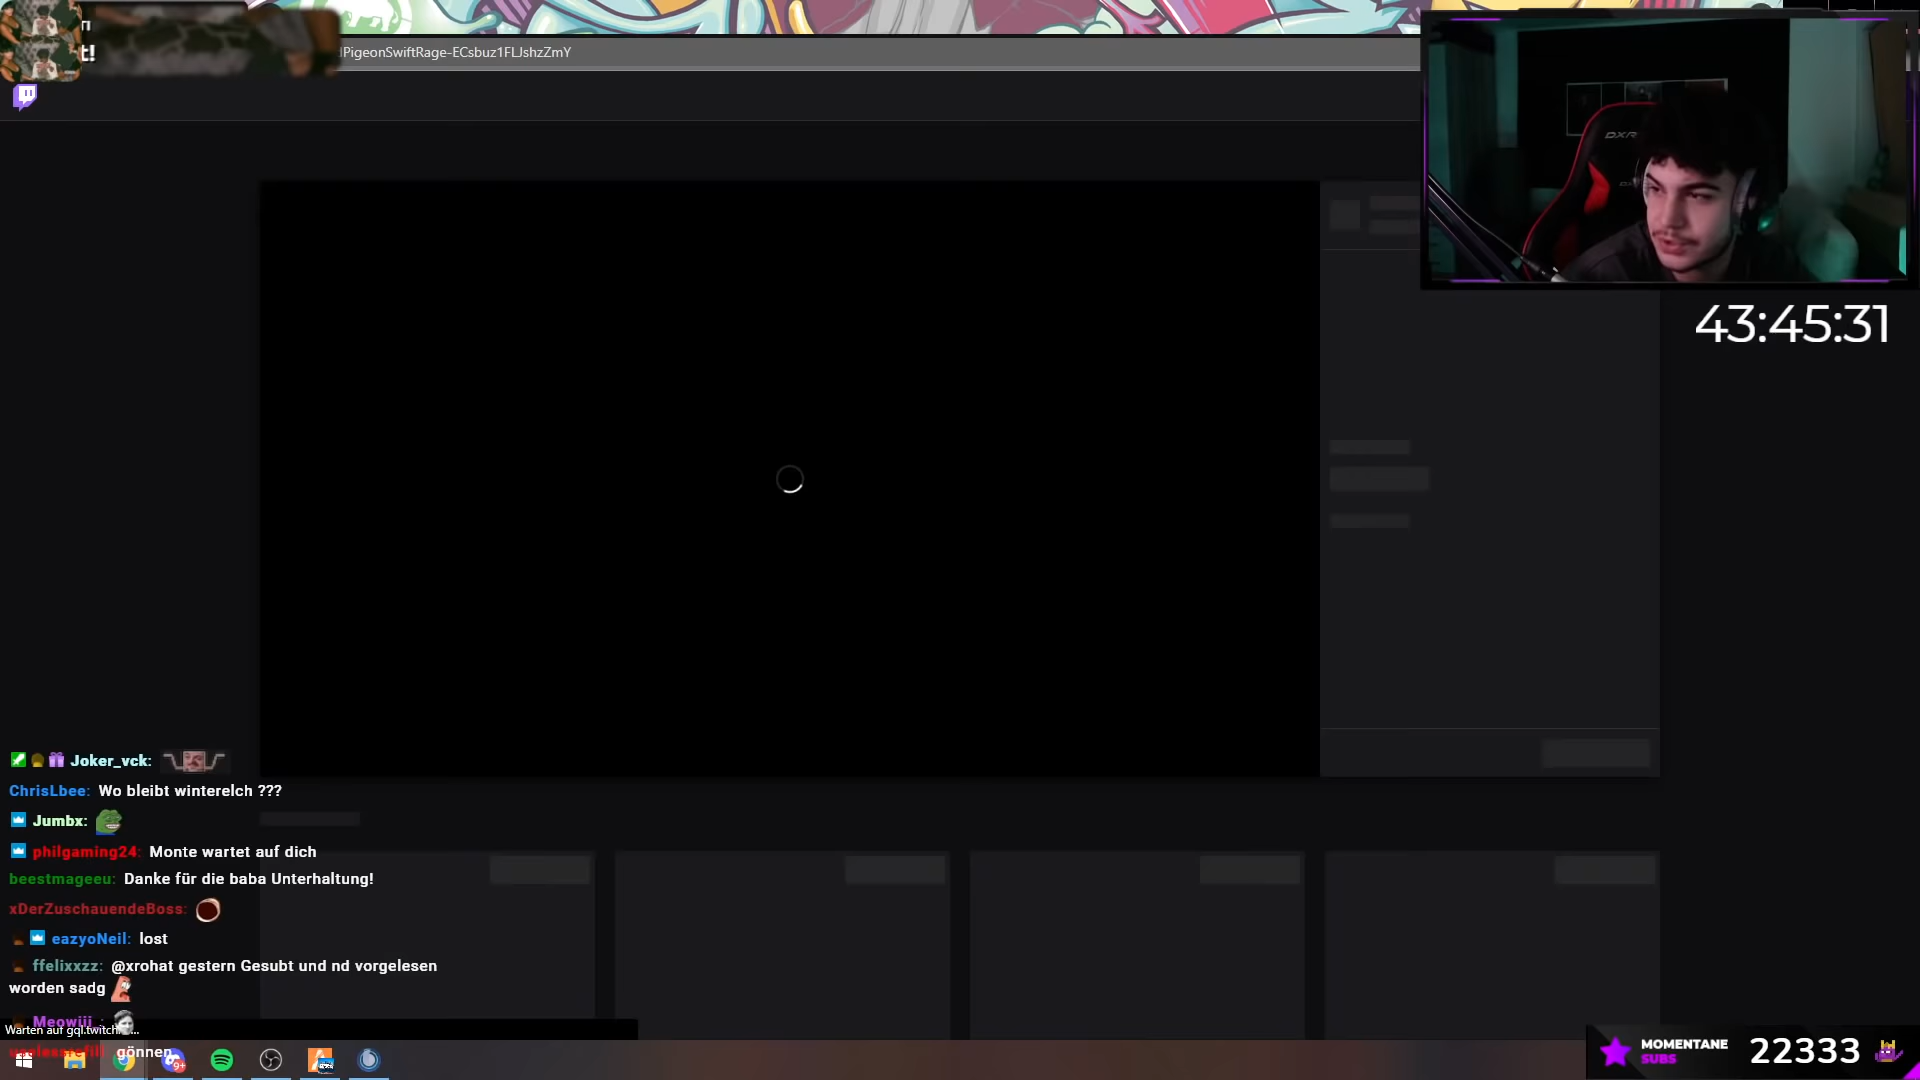 n
t!
PigeonSwiftRage-ECsbuz1FLJshzZmY
DXR
43:45:31
Joker_vck:
ChrisLbee: Wo bleibt winterelch ???
Jumbx:
philgaming24: Monte wartet auf dich
beestmageeu: Danke für die baba Unterhaltung!
xDerZuschauendeBoss:
eazyoNeil: lost
ffelixxzz: @xrohat gestern Gesubt und nd vorgelesen
worden sadg
Meowiii :
Warten auf gql.twitch
gönnen
9+
MOMENTANE
SUBS
22333